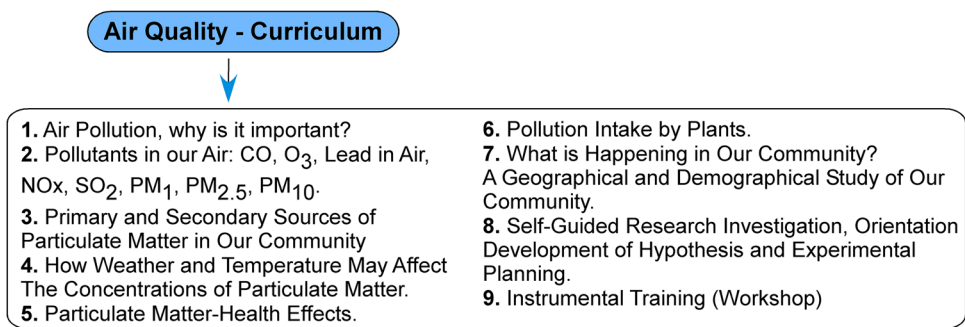 Air Quality - Curriculum
1. Air Pollution, why is it important?
2. Pollutants in our Air: CO, O3, Lead in Air,
NOx, SO2, PM1, PM2.5, PM10.
3. Primary and Secondary Sources of
Particulate Matter in Our Community
4. How Weather and Temperature May Affect
The Concentrations of Particulate Matter.
5. Particulate Matter-Health Effects.
6. Pollution Intake by Plants.
7. What is Happening in Our Community?
A Geographical and Demographical Study of Our
Community.
8. Self-Guided Research Investigation, Orientation
Development of Hypothesis and Experimental
Planning.
9. Instrumental Training (Workshop)